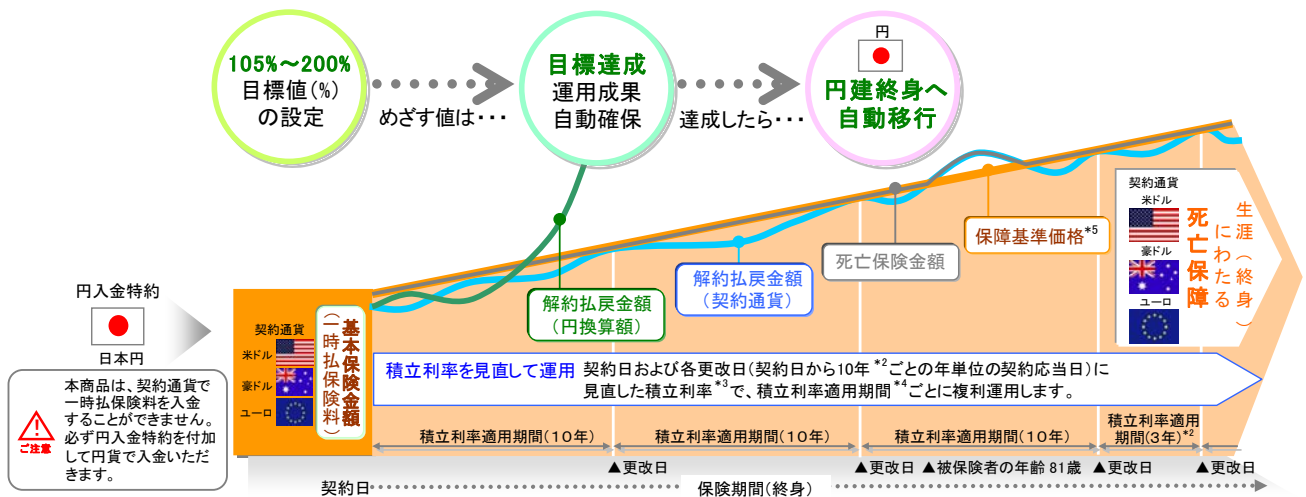 105%～200%
目標値(%)
の設定
めざす値は・・・
目標達成
運用成果
自動確保
達成したら・・・
円
円建終身へ
自動移行
契約通貨
米ドル
豪ドル
ユーロ
生涯(終身)
にわたる
死亡保障
保障基準価格*5
死亡保険金額
解約払戻金額
(契約通貨)
解約払戻金額
(円換算額)
円入金特約
日本円
契約通貨
米ドル
豪ドル
ユーロ
基本保険金額
(一時払保険料)
積立利率を見直して運用
契約日および各更改日(契約日から10年*2ごとの年単位の契約応当日)に
見直した積立利率*3で、積立利率適用期間*4ごとに複利運用します。
ご注意
本商品は、契約通貨で
一時払保険料を入金
することができません。
必ず円入金特約を付加
して円貨で入金いただ
きます。
積立利率適用期間(10年)
積立利率適用期間(10年)
積立利率適用期間(10年)
積立利率適用
期間(3年)*2
▲更改日
▲更改日
▲被保険者の年齢81歳
▲更改日
▲更改日
契約日
保険期間(終身)